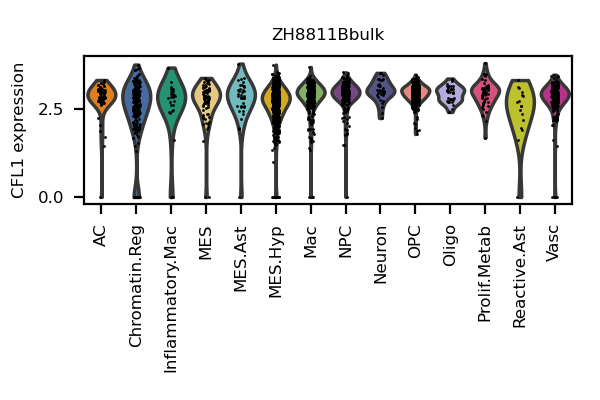 ZH8811Bbulk
CFL1 expression
2.5
0.0
AC
Chromatin.Reg
Inflammatory.Mac
MES
MES.Ast
MES.Hyp
Mac
NPC
Neuron
OPC
Oligo
Prolif.Metab
Reactive.Ast
Vasc